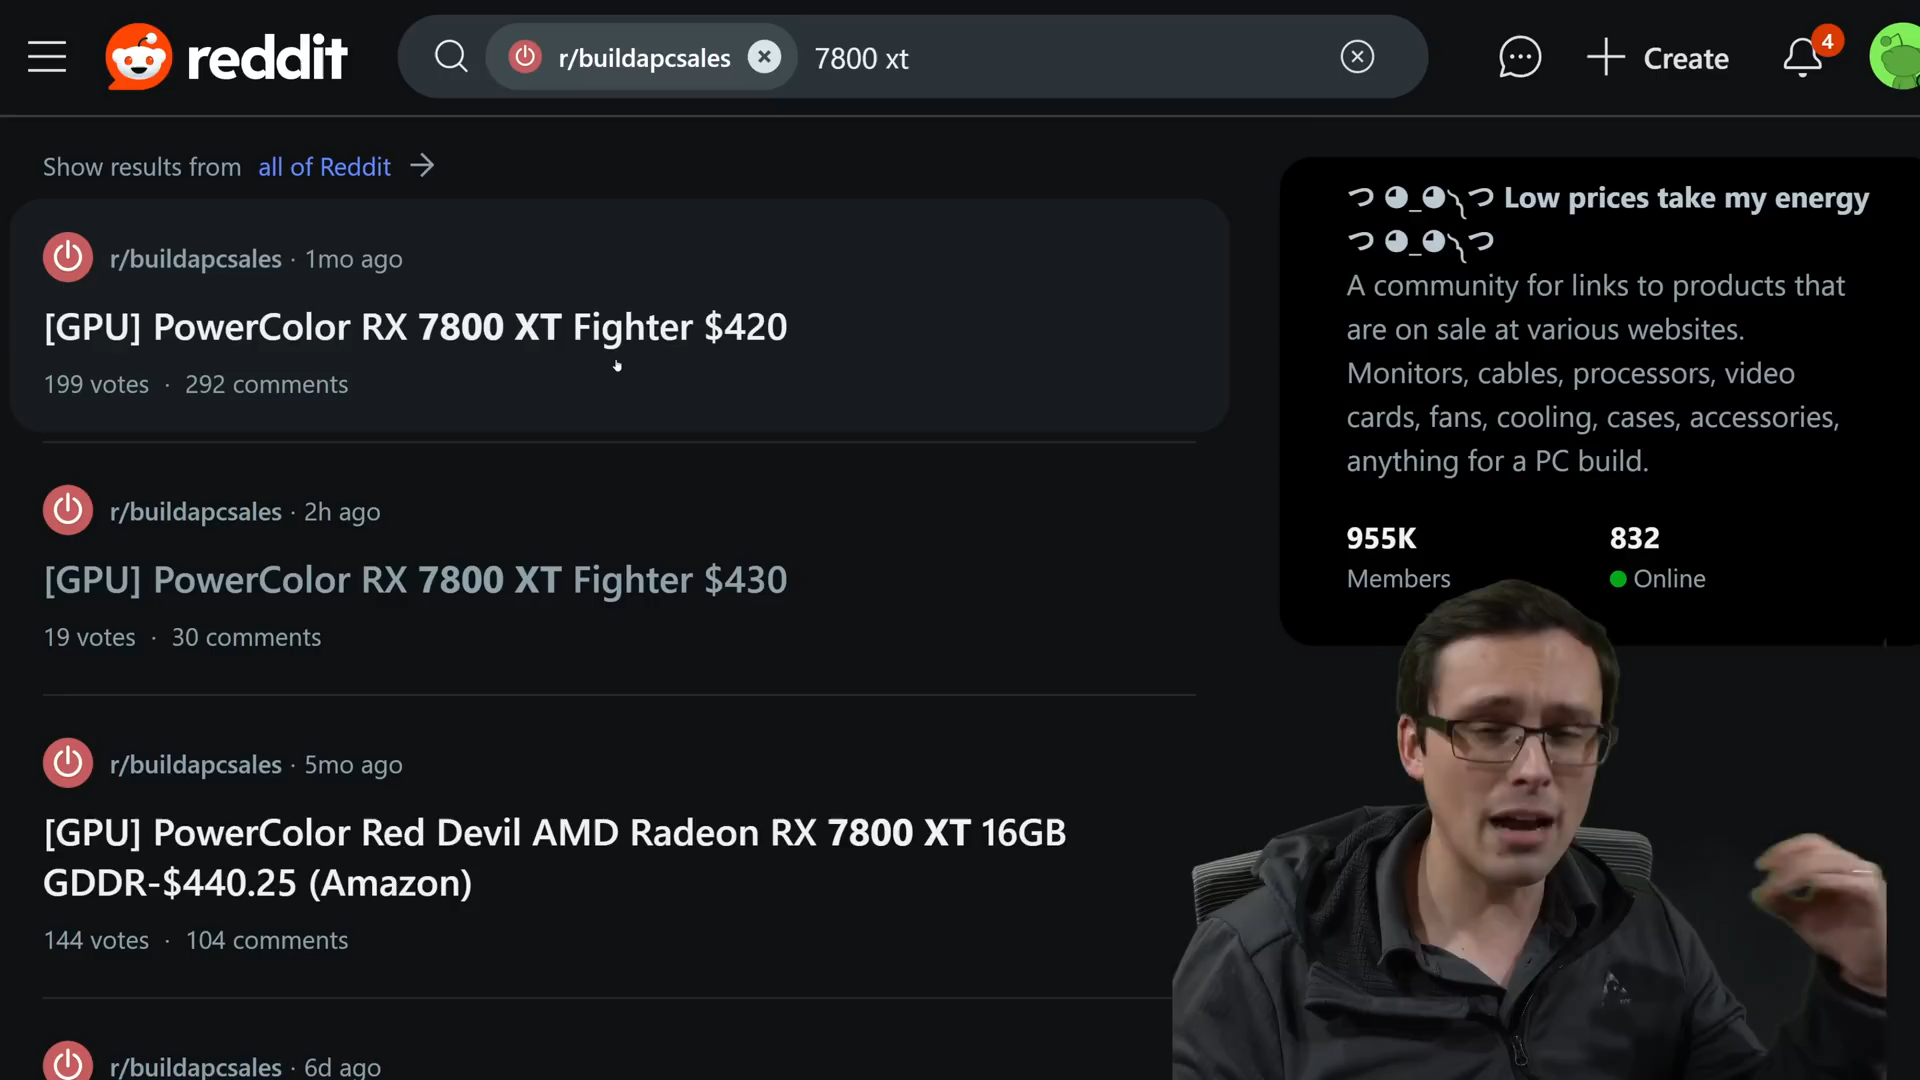 reddit
r/buildapcsales
7800 xt
Create
4
Show results from all of Reddit
r/buildapcsales · 1mo ago
[GPU] PowerColor RX 7800 XT Fighter $420
199 votes · 292 comments
r/buildapcsales · 2h ago
[GPU] PowerColor RX 7800 XT Fighter $430
19 votes · 30 comments
r/buildapcsales · 5mo ago
[GPU] PowerColor Red Devil AMD Radeon RX 7800 XT 16GB
GDDR-$440.25 (Amazon)
144 votes · 104 comments
r/buildapcsales · 6d ago
つ ◕_◕༽つ Low prices take my energy
つ ◕_◕༽つ
A community for links to products that
are on sale at various websites.
Monitors, cables, processors, video
cards, fans, cooling, cases, accessories,
anything for a PC build.
955K
Members
832
Online